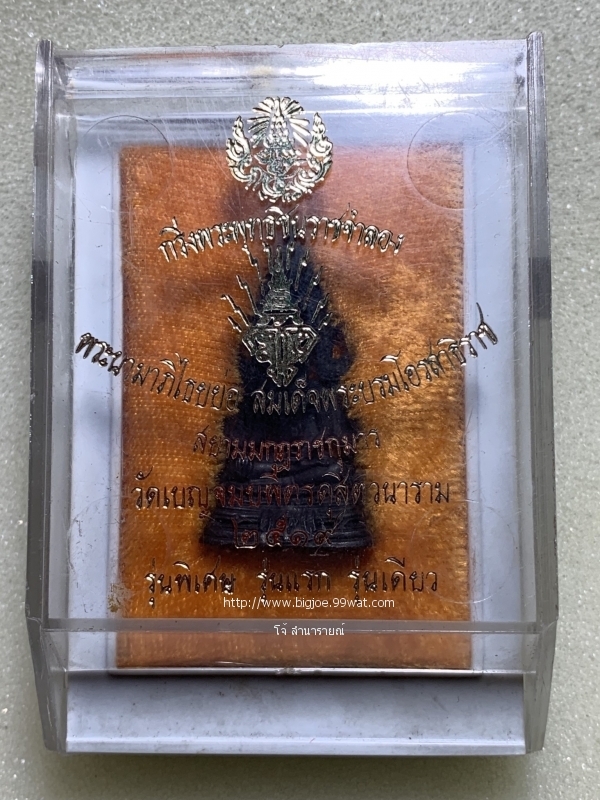 กริ่งพระพุทธชินราชจำลอง
พระนามาภิไธยย่อ สมเด็จพระบรมโอรสาธิราช
สยามมกุฎราชกุมาร
วัดเบญจมบพิตรดุสิตวนาราม
๒๕๑๙
รุ่นพิเศษ รุ่นแรก รุ่นเดียว
http://www.bigjoe.99wat.com
โจ้ สานารายณ์